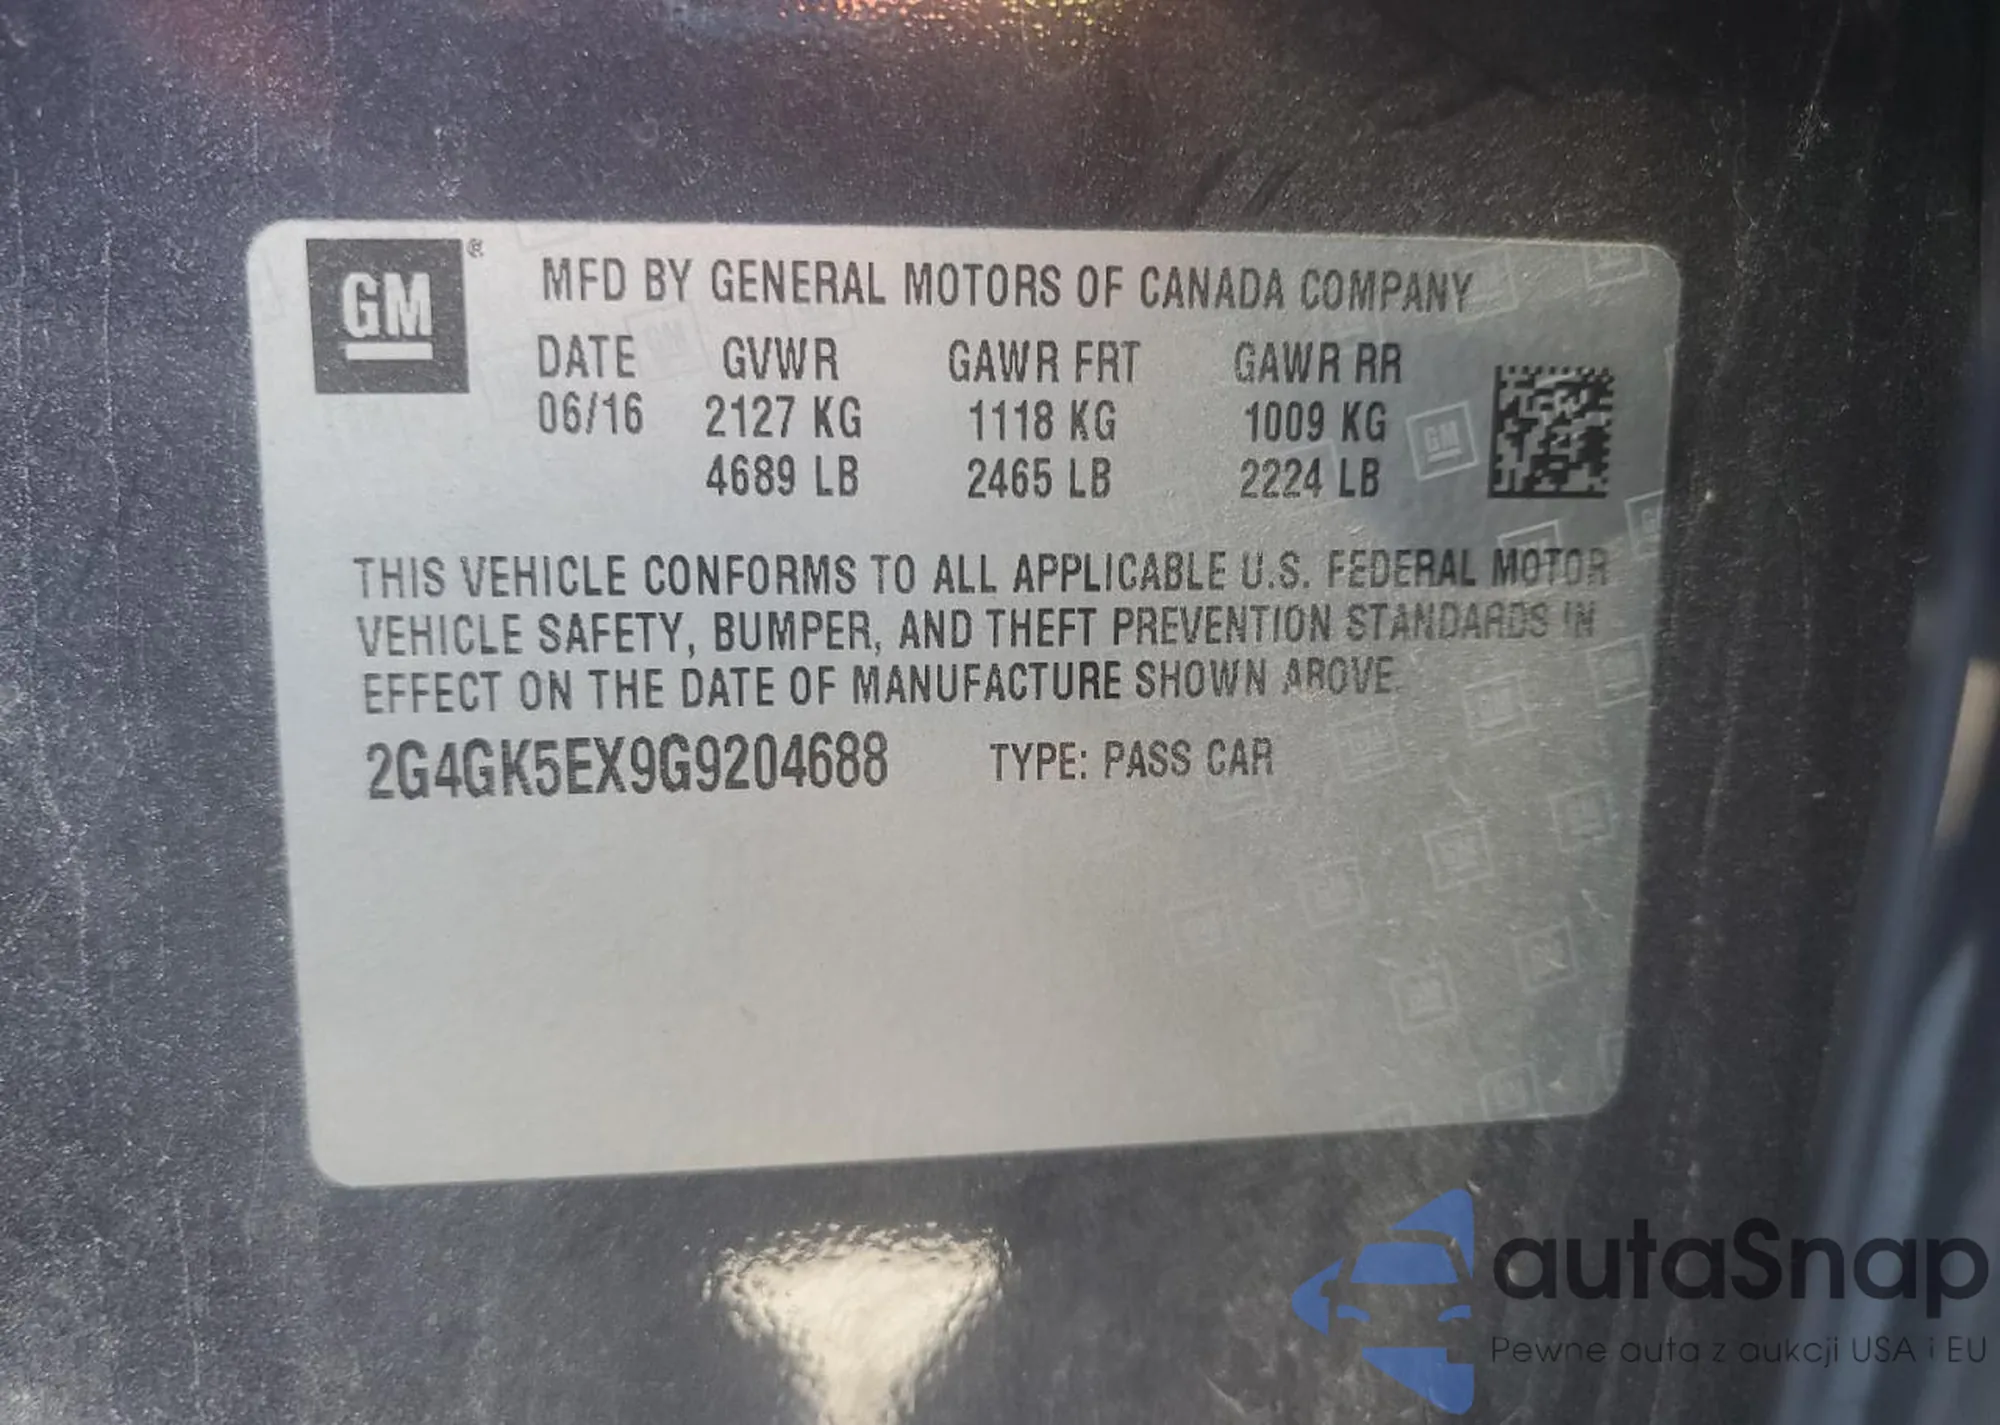 GM®
MFD BY GENERAL MOTORS OF CANADA COMPANY
DATE GVWR GAWR FRT GAWR RR
06/16 2127 KG 1118 KG 1009 KG
4689 LB 2465 LB 2224 LB
THIS VEHICLE CONFORMS TO ALL APPLICABLE U.S. FEDERAL MOTOR
VEHICLE SAFETY, BUMPER, AND THEFT PREVENTION STANDARDS IN
EFFECT ON THE DATE OF MANUFACTURE SHOWN ABOVE.
2G4GK5EX9G9204688 TYPE: PASS CAR
autaSnap
Pewne auta z aukcji USA i EU